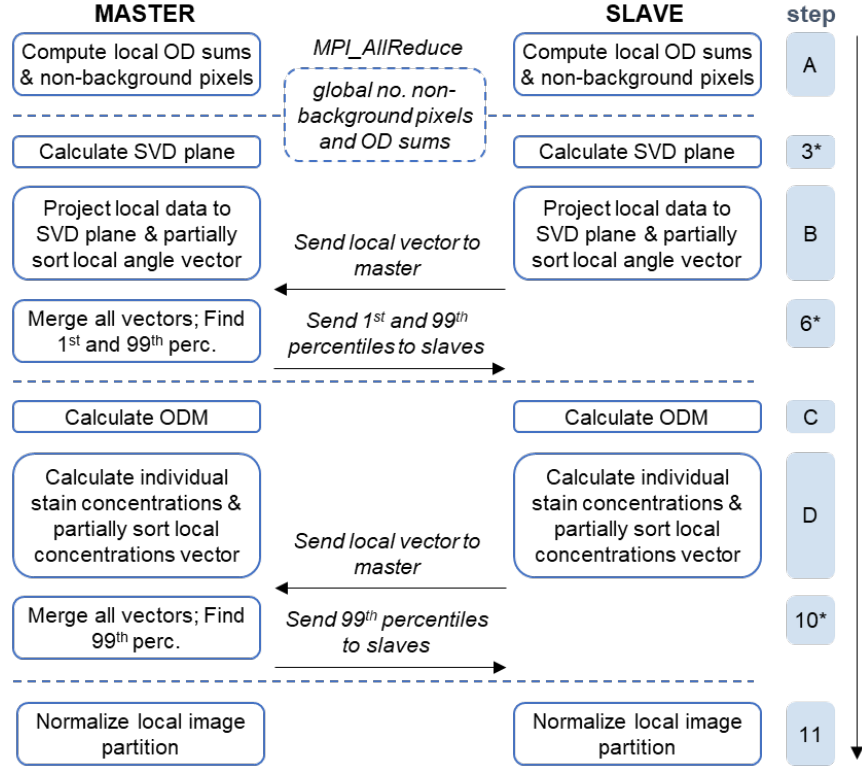 MASTER
SLAVE
step
Compute local OD sums
& non-background pixels
MPI_AllReduce
global no. non-
background pixels
and OD sums
Compute local OD sums
& non-background pixels
A
Calculate SVD plane
Calculate SVD plane
3*
Project local data to
SVD plane & partially
sort local angle vector
Send local vector to
master
Project local data to
SVD plane & partially
sort local angle vector
B
Merge all vectors; Find
1st and 99th perc.
Send 1st and 99th
percentiles to slaves
6*
Calculate ODM
Calculate ODM
C
Calculate individual
stain concentrations &
partially sort local
concentrations vector
Send local vector to
master
Calculate individual
stain concentrations &
partially sort local
concentrations vector
D
Merge all vectors; Find
99th perc.
Send 99th percentiles
to slaves
10*
Normalize local image
partition
Normalize local image
partition
11